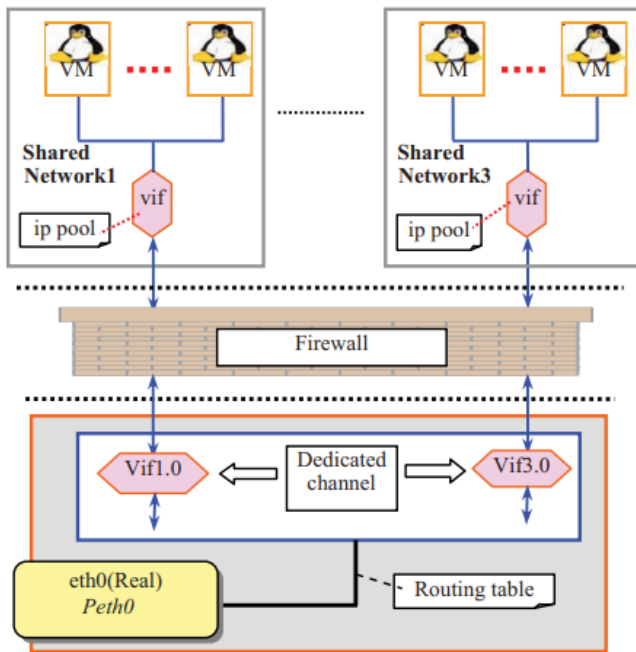 VM
VM
Shared
Network1
vif
ip pool
VM
VM
Shared
Network3
vif
ip pool
Firewall
Vif1.0
Dedicated
channel
Vif3.0
eth0(Real)
Peth0
Routing table